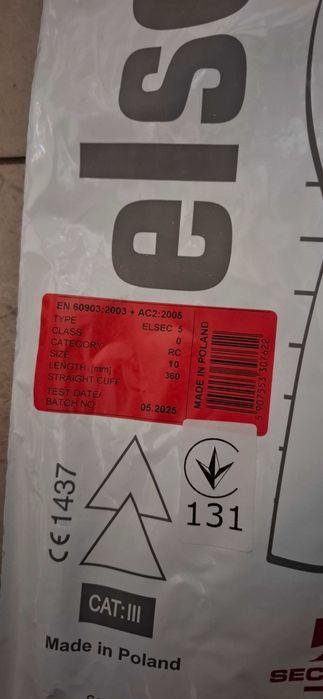 elsec
EN 60903:2003 + AC2:2005
TYPE ELSEC 5
CLASS 0
CATEGORY RC
SIZE 10
LENGTH [mm] 360
STRAIGHT CUFF
TEST DATE/
BATCH NO 05.2025
MADE IN POLAND
5 907553 307622
131
CE 1437
CAT:III
Made in Poland